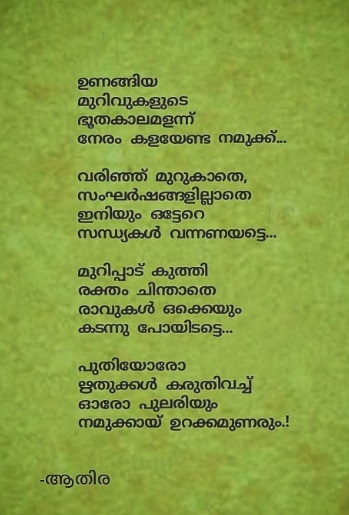 ഉണങ്ങിയ
മുറിവുകളുടെ
ഭൂതകാലമളന്ന്
നേരം കളയേണ്ട നമുക്ക്...
വരിഞ്ഞ് മുറുകാതെ,
സംഘർഷങ്ങളില്ലാതെ
ഇനിയും ഒട്ടേറെ
സന്ധ്യകൾ വന്നണയട്ടെ...
മുറിപ്പാട് കുത്തി
രക്തം ചിന്താതെ
രാവുകൾ ഒക്കെയും
കടന്നു പോയിടട്ടെ...
പുതിയോരോ
ഋതുക്കൾ കരുതിവച്ച്
ഓരോ പുലരിയും
നമുക്കായ് ഉറക്കമുണരും.!
-ആതിര